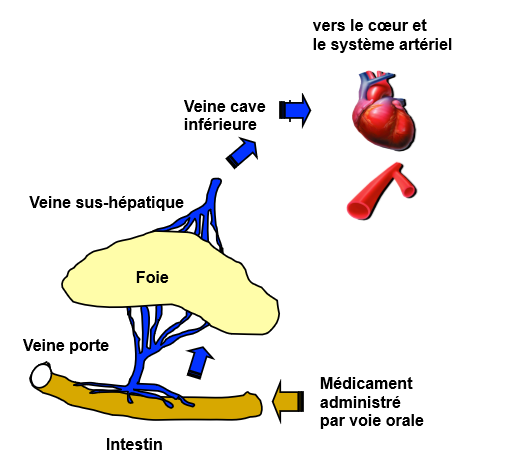 vers le cœur et
le système artériel
Veine cave
inférieure
Veine sus-hépatique
Foie
Veine porte
Médicament
administré
par voie orale
Intestin